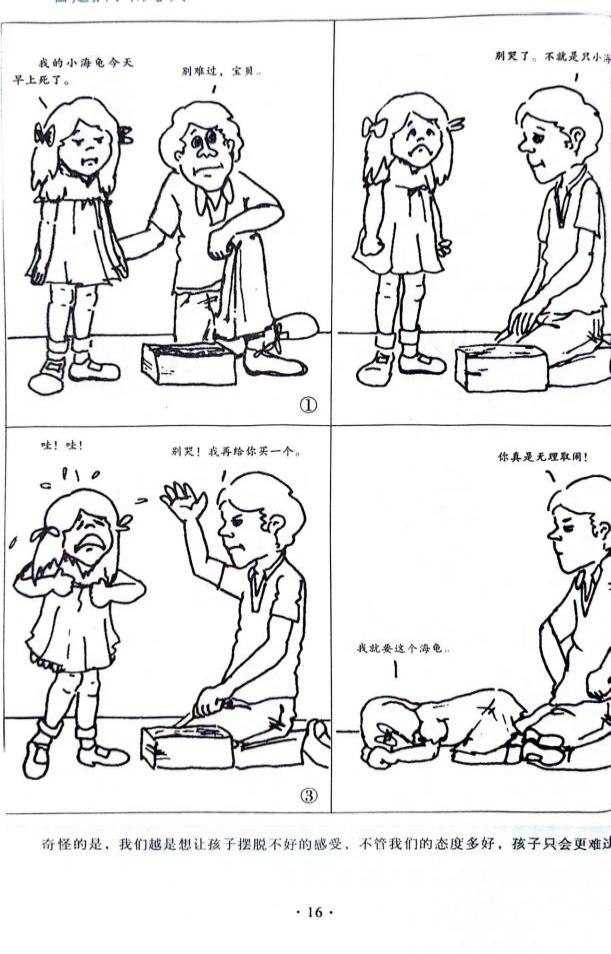 我的小海龟今天
早上死了。
别难过，宝贝。
①
别哭了。不就是只小海
哇！哇！
别哭！我再给你买一个。
③
你真是无理取闹！
我就要这个海龟。
奇怪的是，我们越是想让孩子摆脱不好的感受，不管我们的态度多好，孩子只会更难过
·16·